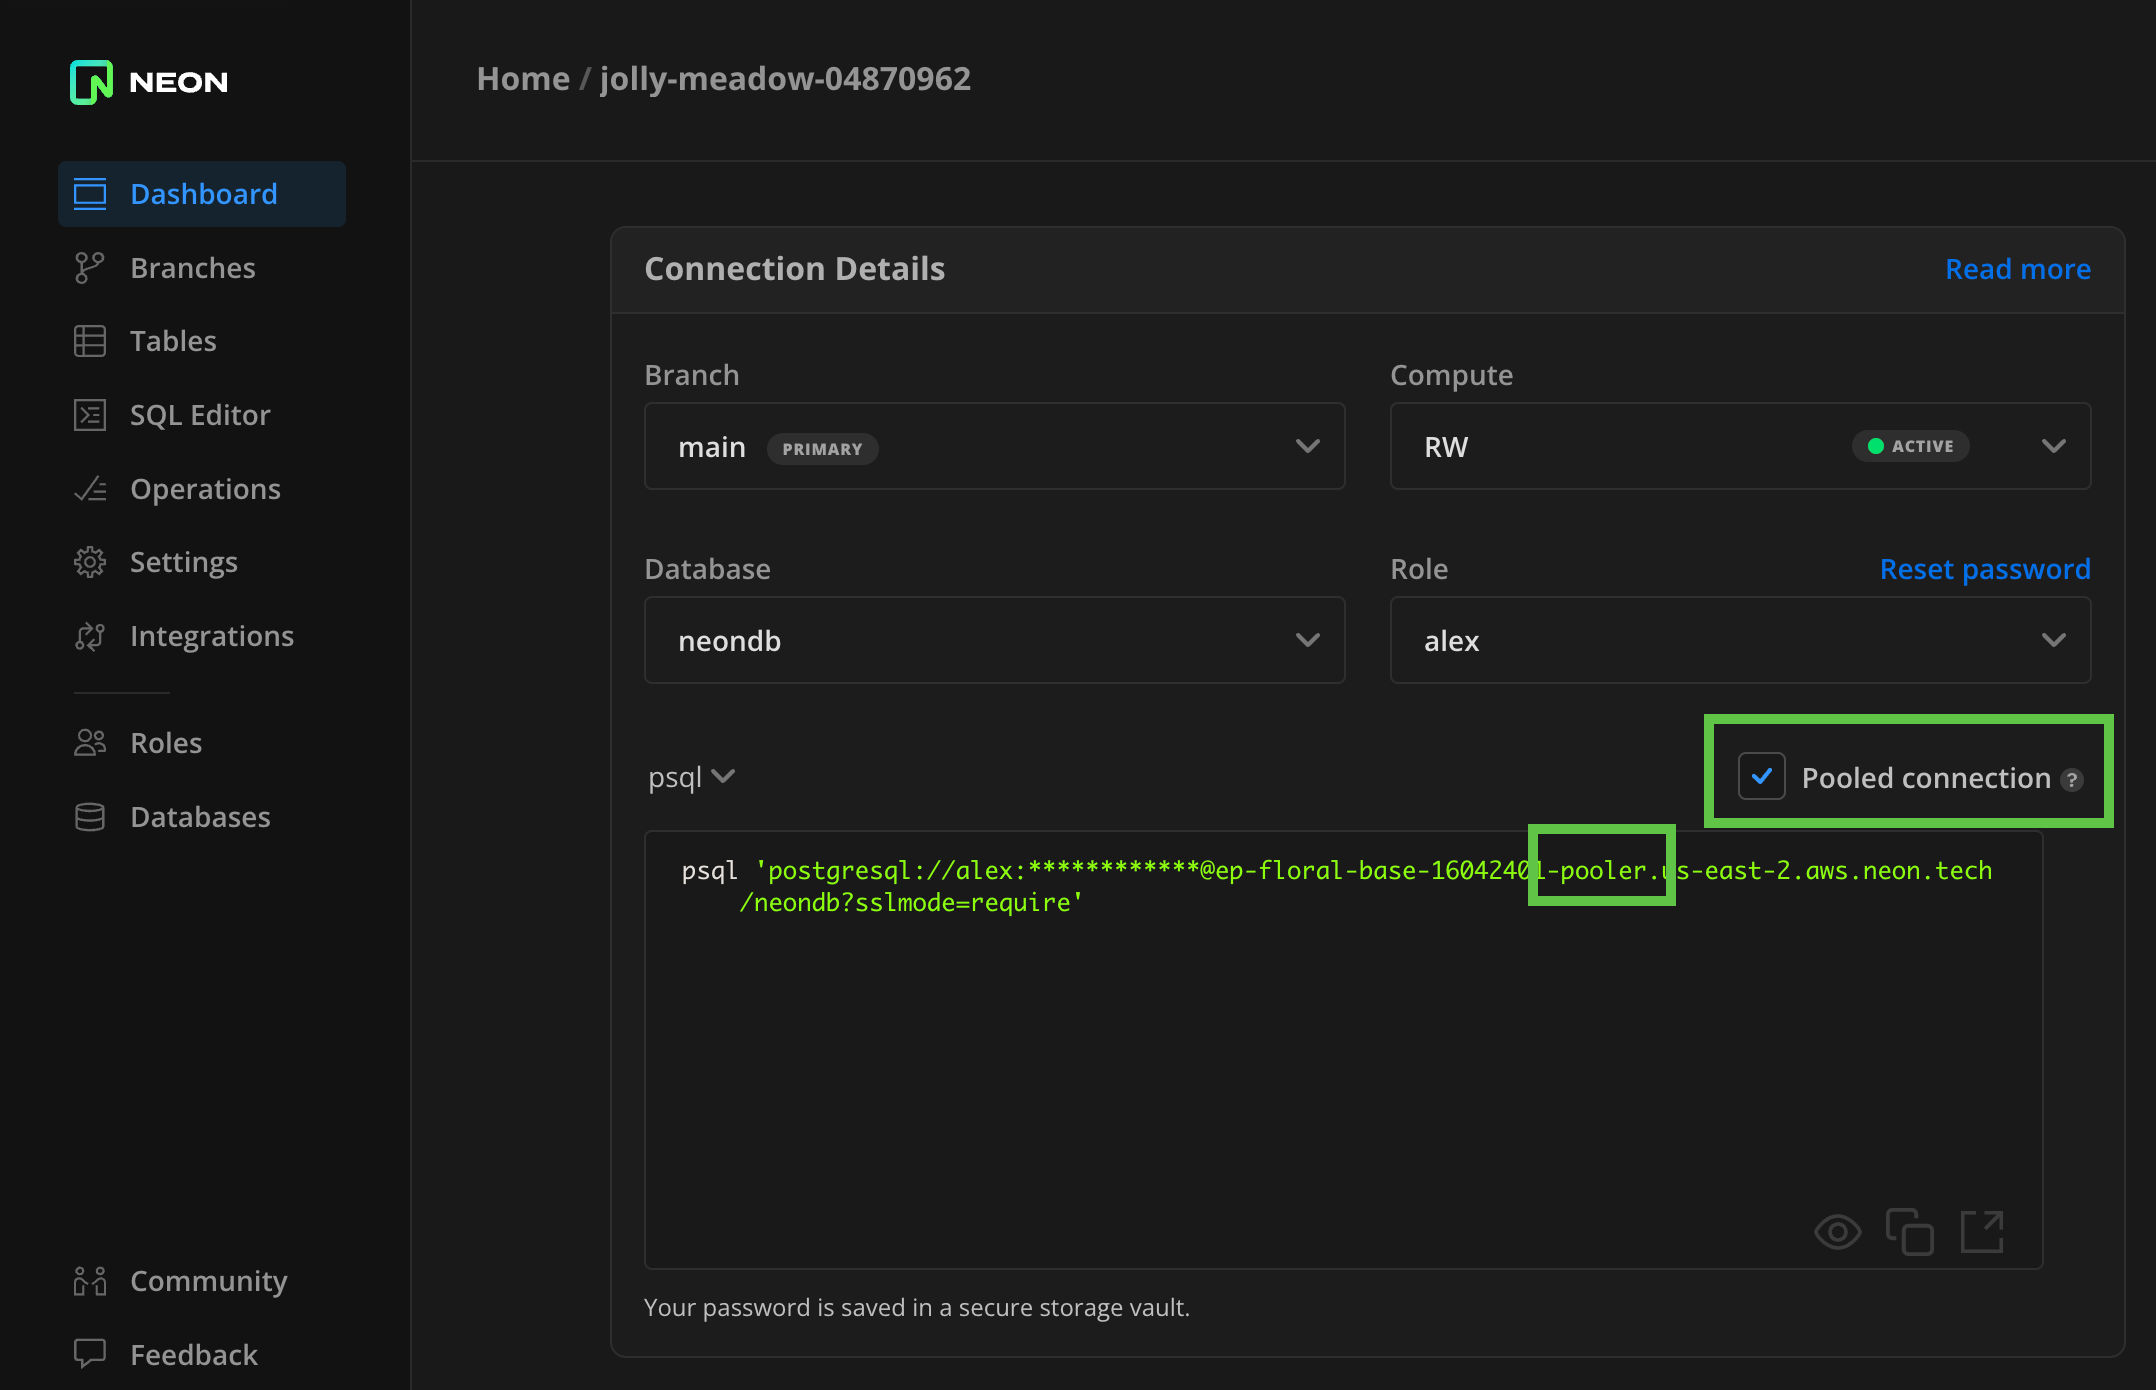 NEON
Home / jolly-meadow-04870962
Dashboard
Branches
Tables
SQL Editor
Operations
Settings
Integrations
Roles
Databases
Community
Feedback
Connection Details
Read more
Branch
Compute
main PRIMARY
RW ACTIVE
Database
Role
Reset password
neondb
alex
psql
Pooled connection ?
psql 'postgresql://alex:************@ep-floral-base-16042401-pooler.us-east-2.aws.neon.tech
/neondb?sslmode=require'
Your password is saved in a secure storage vault.